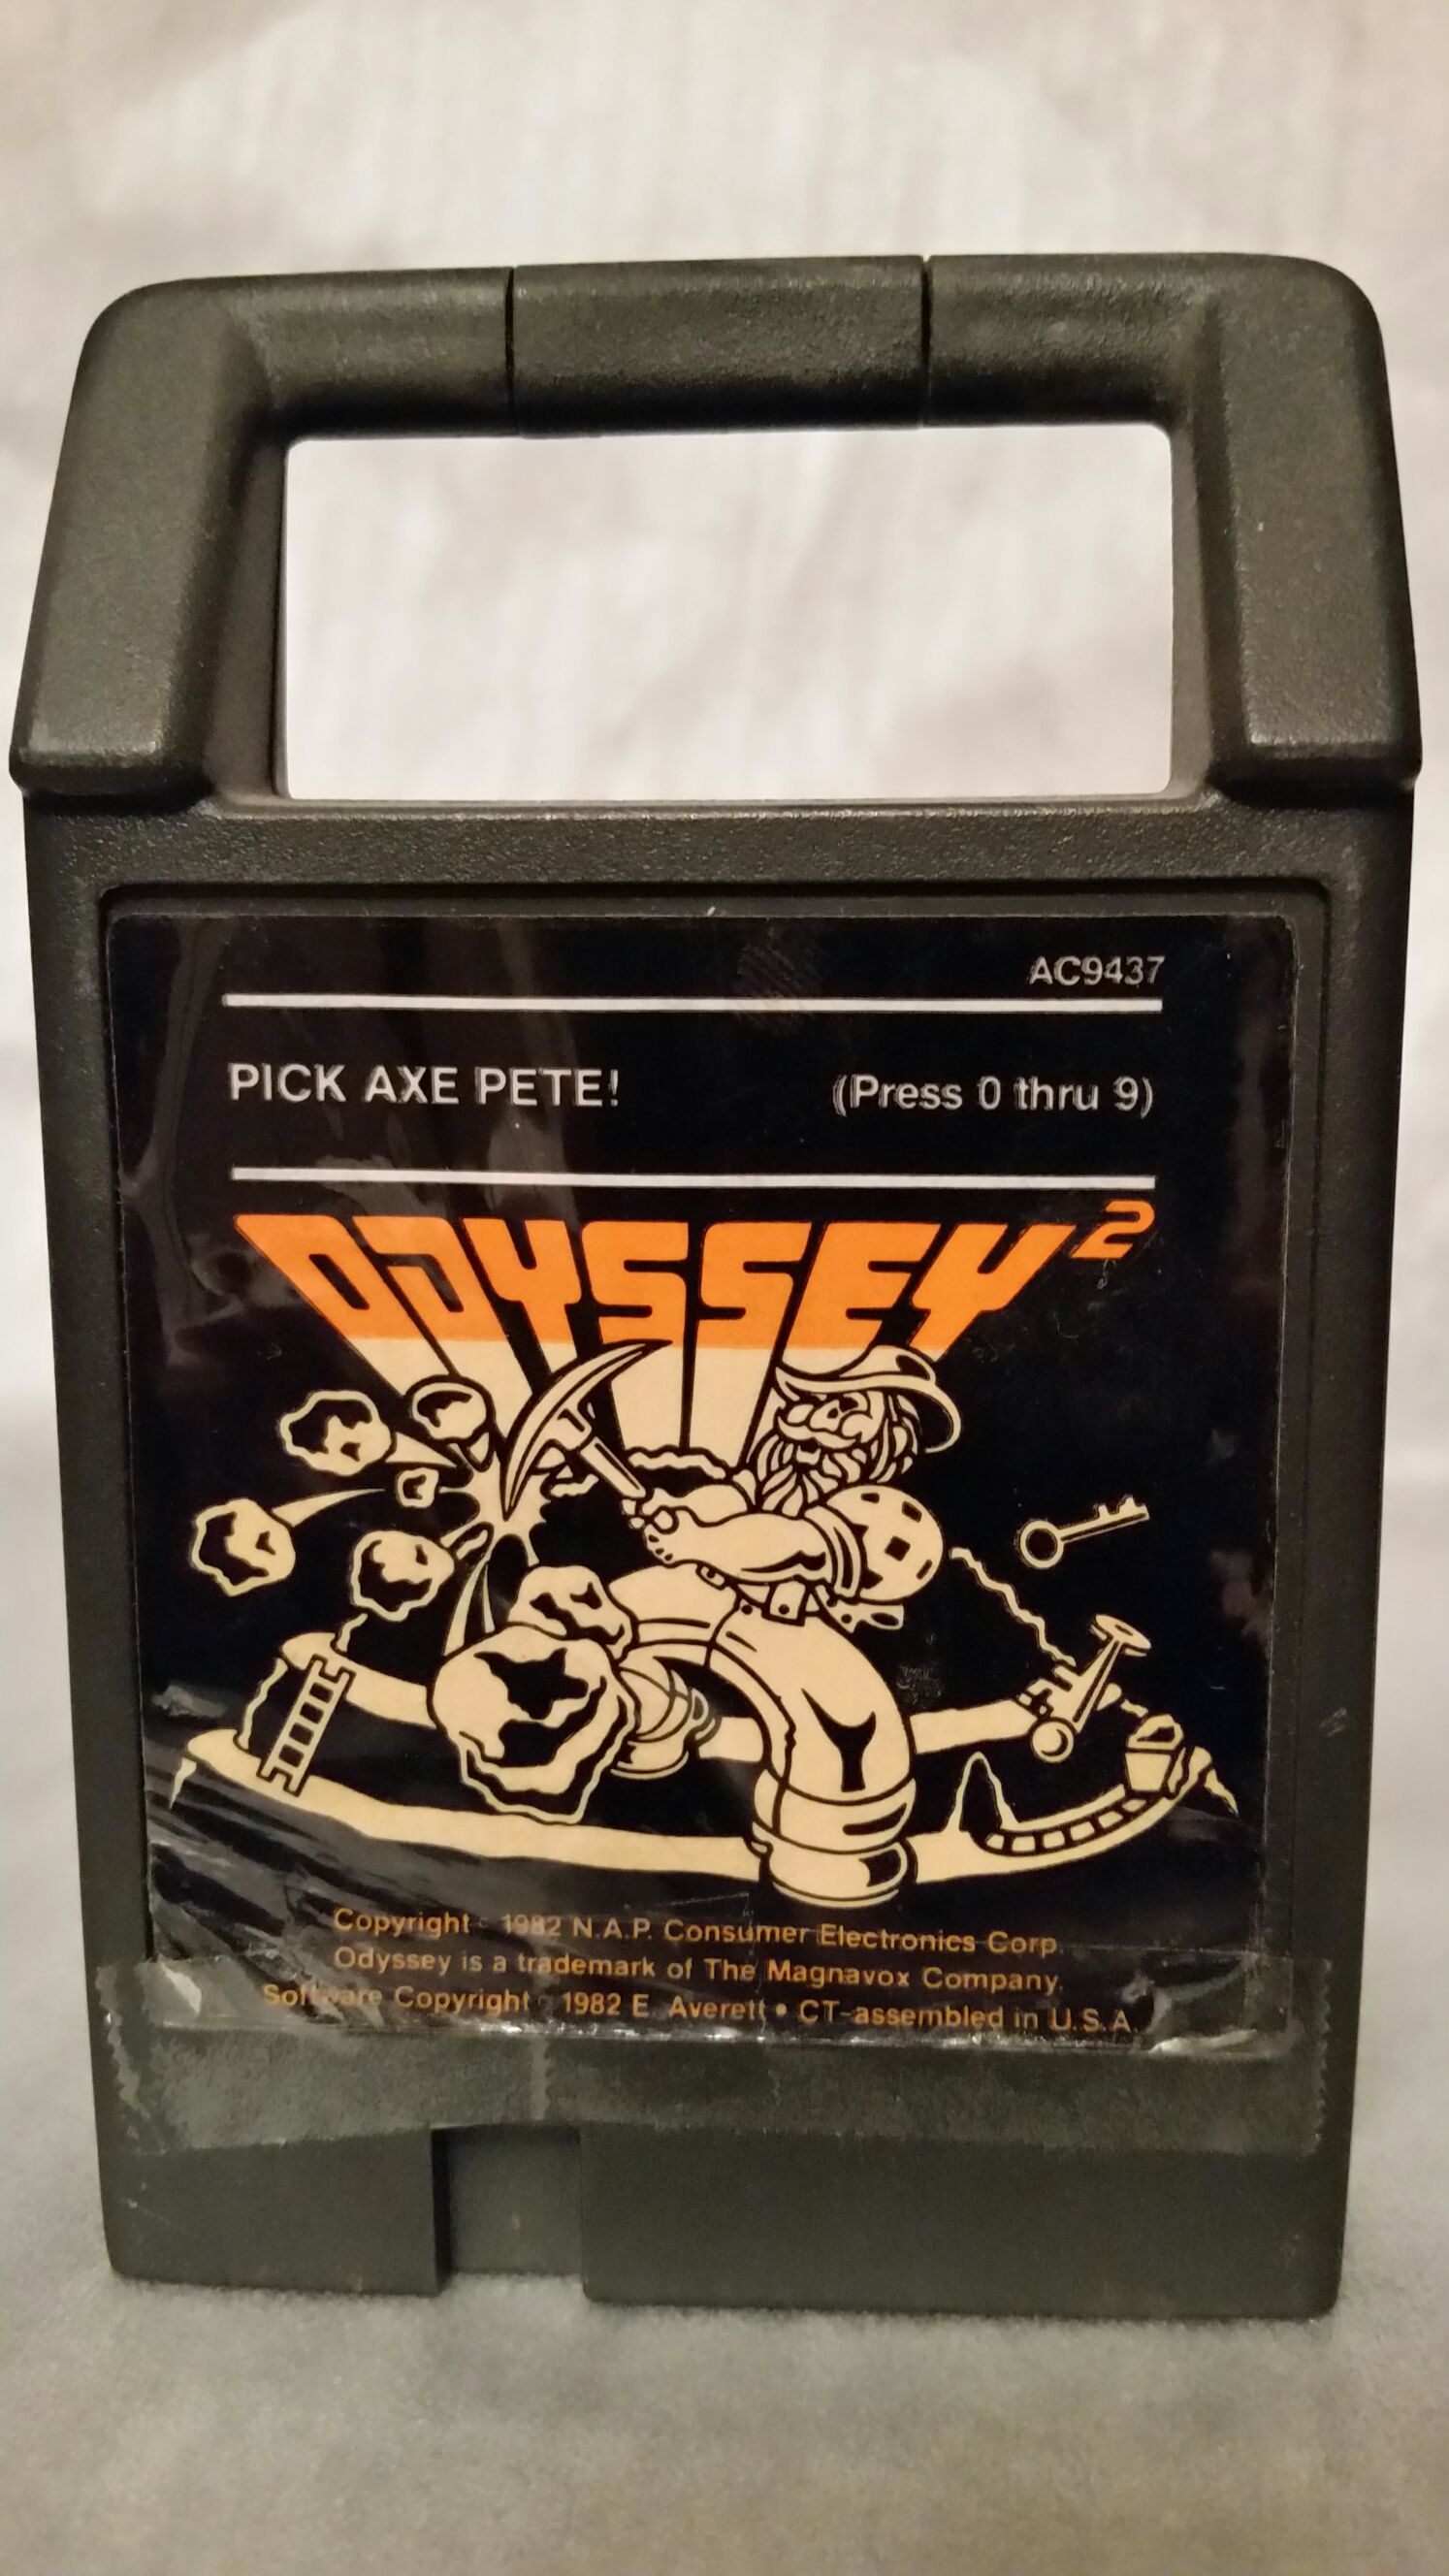 AC9437
PICK AXE PETE! (Press 0 thru 9)
ODYSSEY²
Copyright © 1982 N.A.P. Consumer Electronics Corp.
Odyssey is a trademark of The Magnavox Company.
Software Copyright © 1982 E. Averett • CT-assembled in U.S.A.